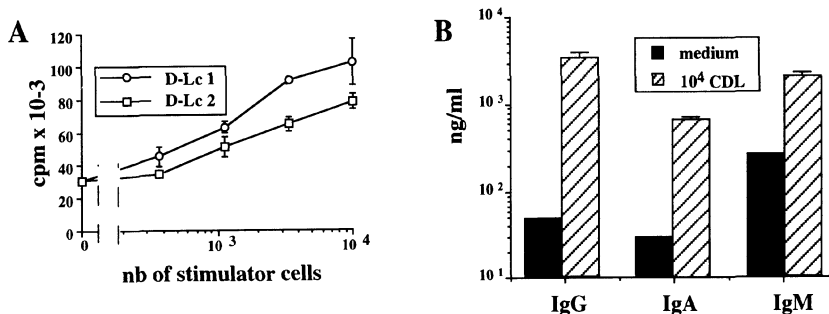 A
120
100
80
60
40
20
0
cpm x 10-3
D-Lc 1
D-Lc 2
0
10 3
10 4
nb of stimulator cells
B
10 4
10 3
10 2
10 1
ng/ml
medium
10⁴ CDL
IgG
IgA
IgM